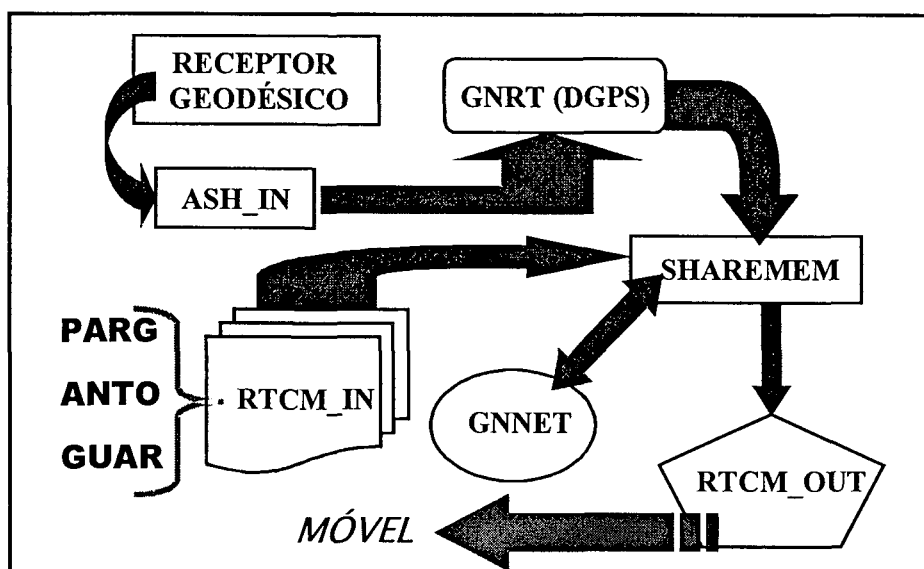 RECEPTOR
GEODÉSICO
GNRT (DGPS)
ASH_IN
SHAREMEM
PARG
ANTO
GUAR
RTCM_IN
GNNET
RTCM_OUT
MÓVEL